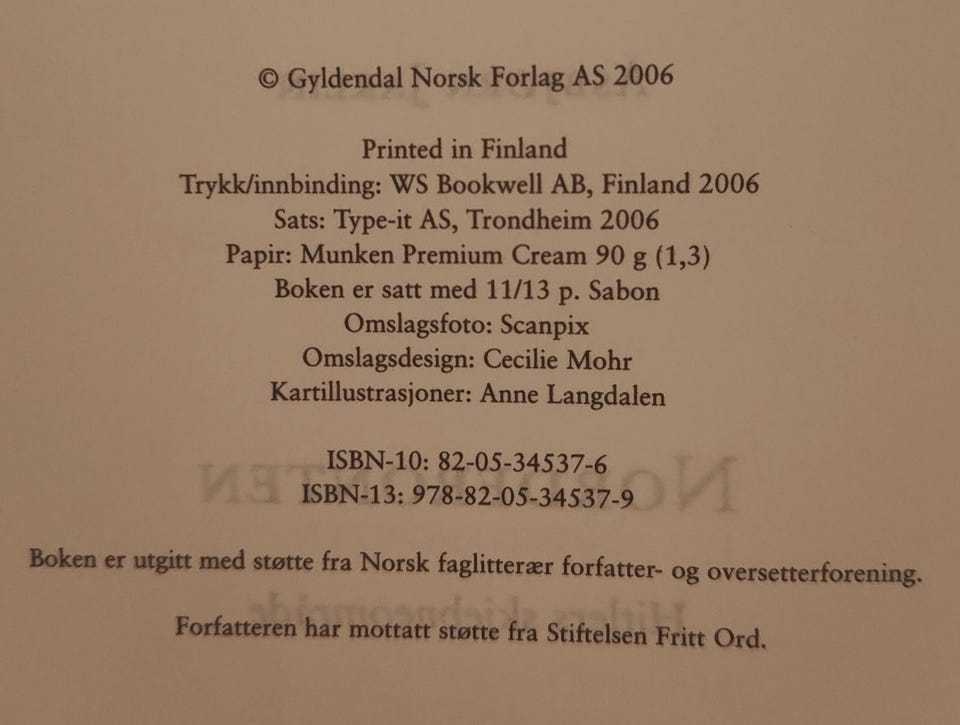 © Gyldendal Norsk Forlag AS 2006
Printed in Finland
Trykk/innbinding: WS Bookwell AB, Finland 2006
Sats: Type-it AS, Trondheim 2006
Papir: Munken Premium Cream 90 g (1,3)
Boken er satt med 11/13 p. Sabon
Omslagsfoto: Scanpix
Omslagsdesign: Cecilie Mohr
Kartillustrasjoner: Anne Langdalen
ISBN-10: 82-05-34537-6
ISBN-13: 978-82-05-34537-9
Boken er utgitt med støtte fra Norsk faglitterær forfatter- og oversetterforening.
Forfatteren har mottatt støtte fra Stiftelsen Fritt Ord.